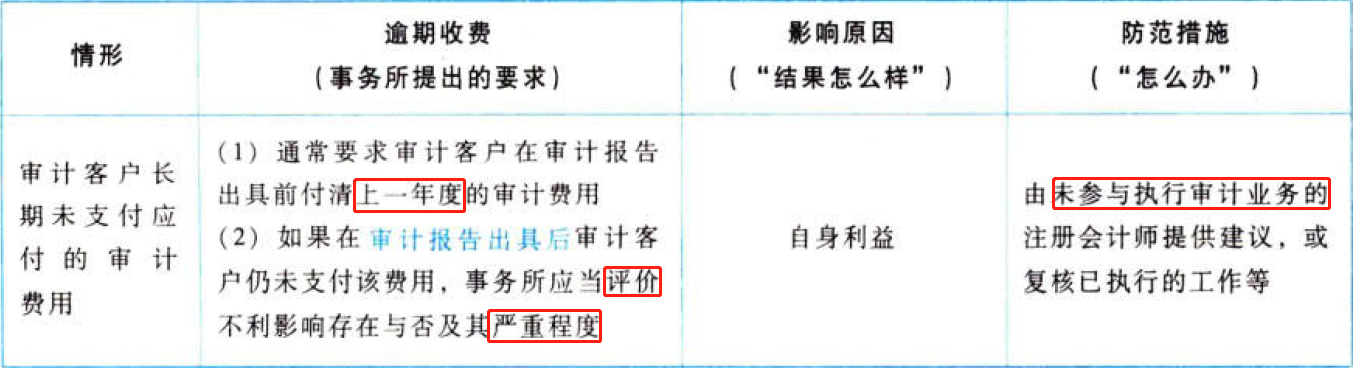 情形
逾期收费
（事务所提出的要求）
影响原因
（“结果怎么样”）
防范措施
（“怎么办”）
审计客户长
期未支付应
付的审计
费用
(1) 通常要求审计客户在审计报告
出具前付清上一年度的审计费用
(2) 如果在审计报告出具后审计客
户仍未支付该费用，事务所应当评价
不利影响存在与否及其严重程度
自身利益
由未参与执行审计业务的
注册会计师提供建议，或
复核已执行的工作等